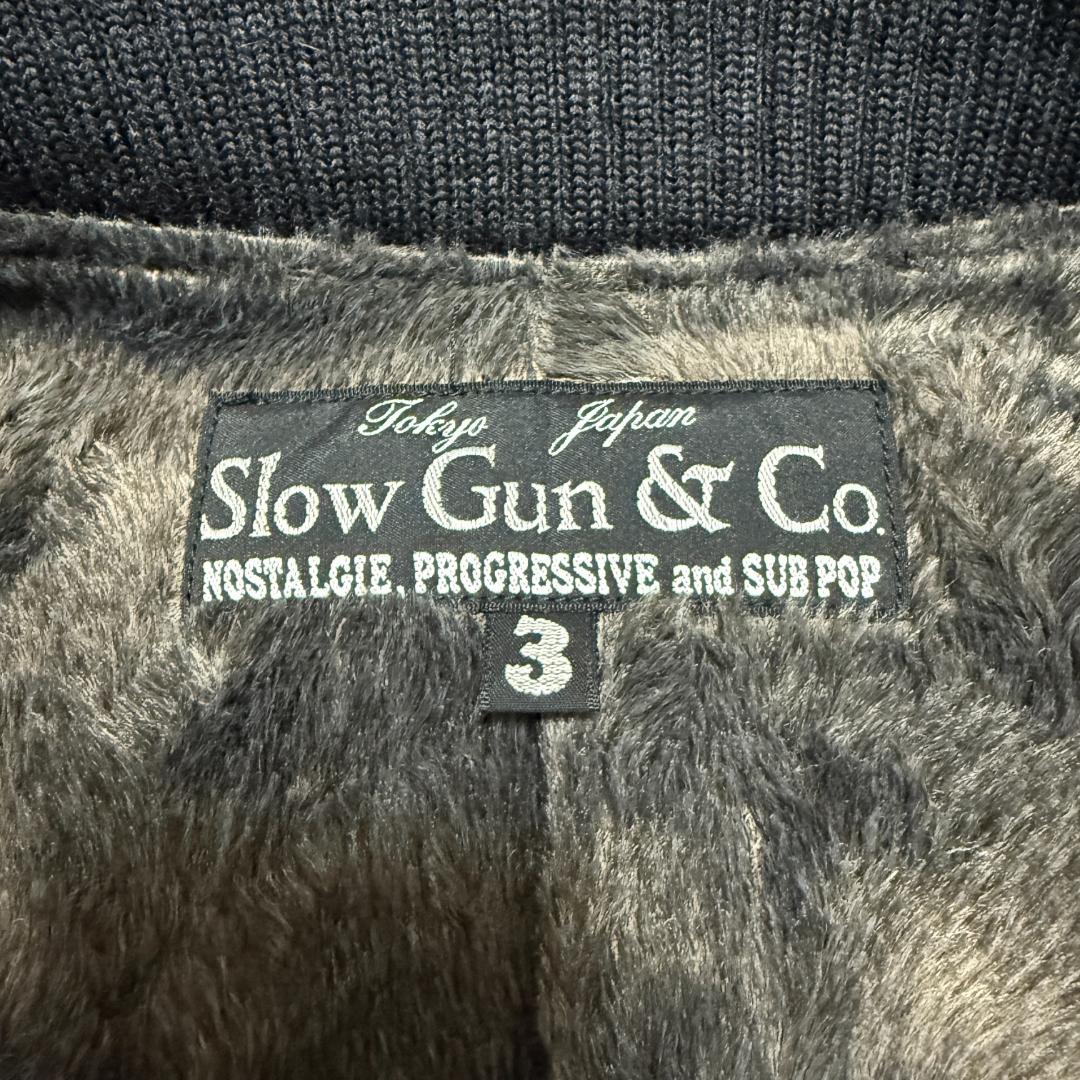 Tokyo Japan
Slow Gun & Co.
NOSTALGIE, PROGRESSIVE and SUB POP
3